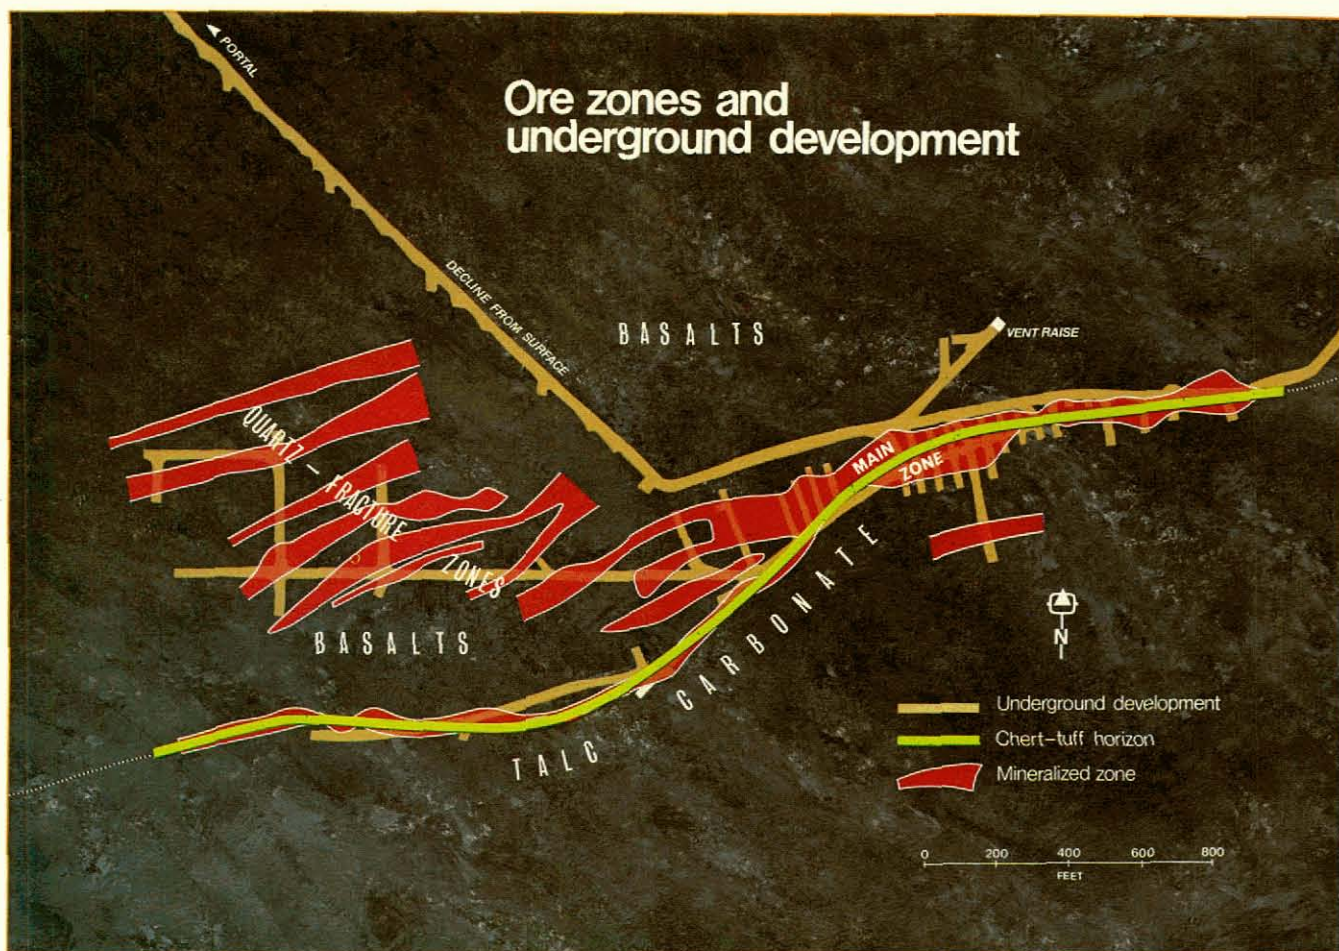 PORTAL
Ore zones and
underground development
DECLINE FROM SURFACE
BASALTS
VENT RAISE
QUARTZ – FRACTURE ZONES
MAIN
ZONE
BASALTS
TALC CARBONATE
N
Underground development
Chert–tuff horizon
Mineralized zone
0 200 400 600 800
FEET